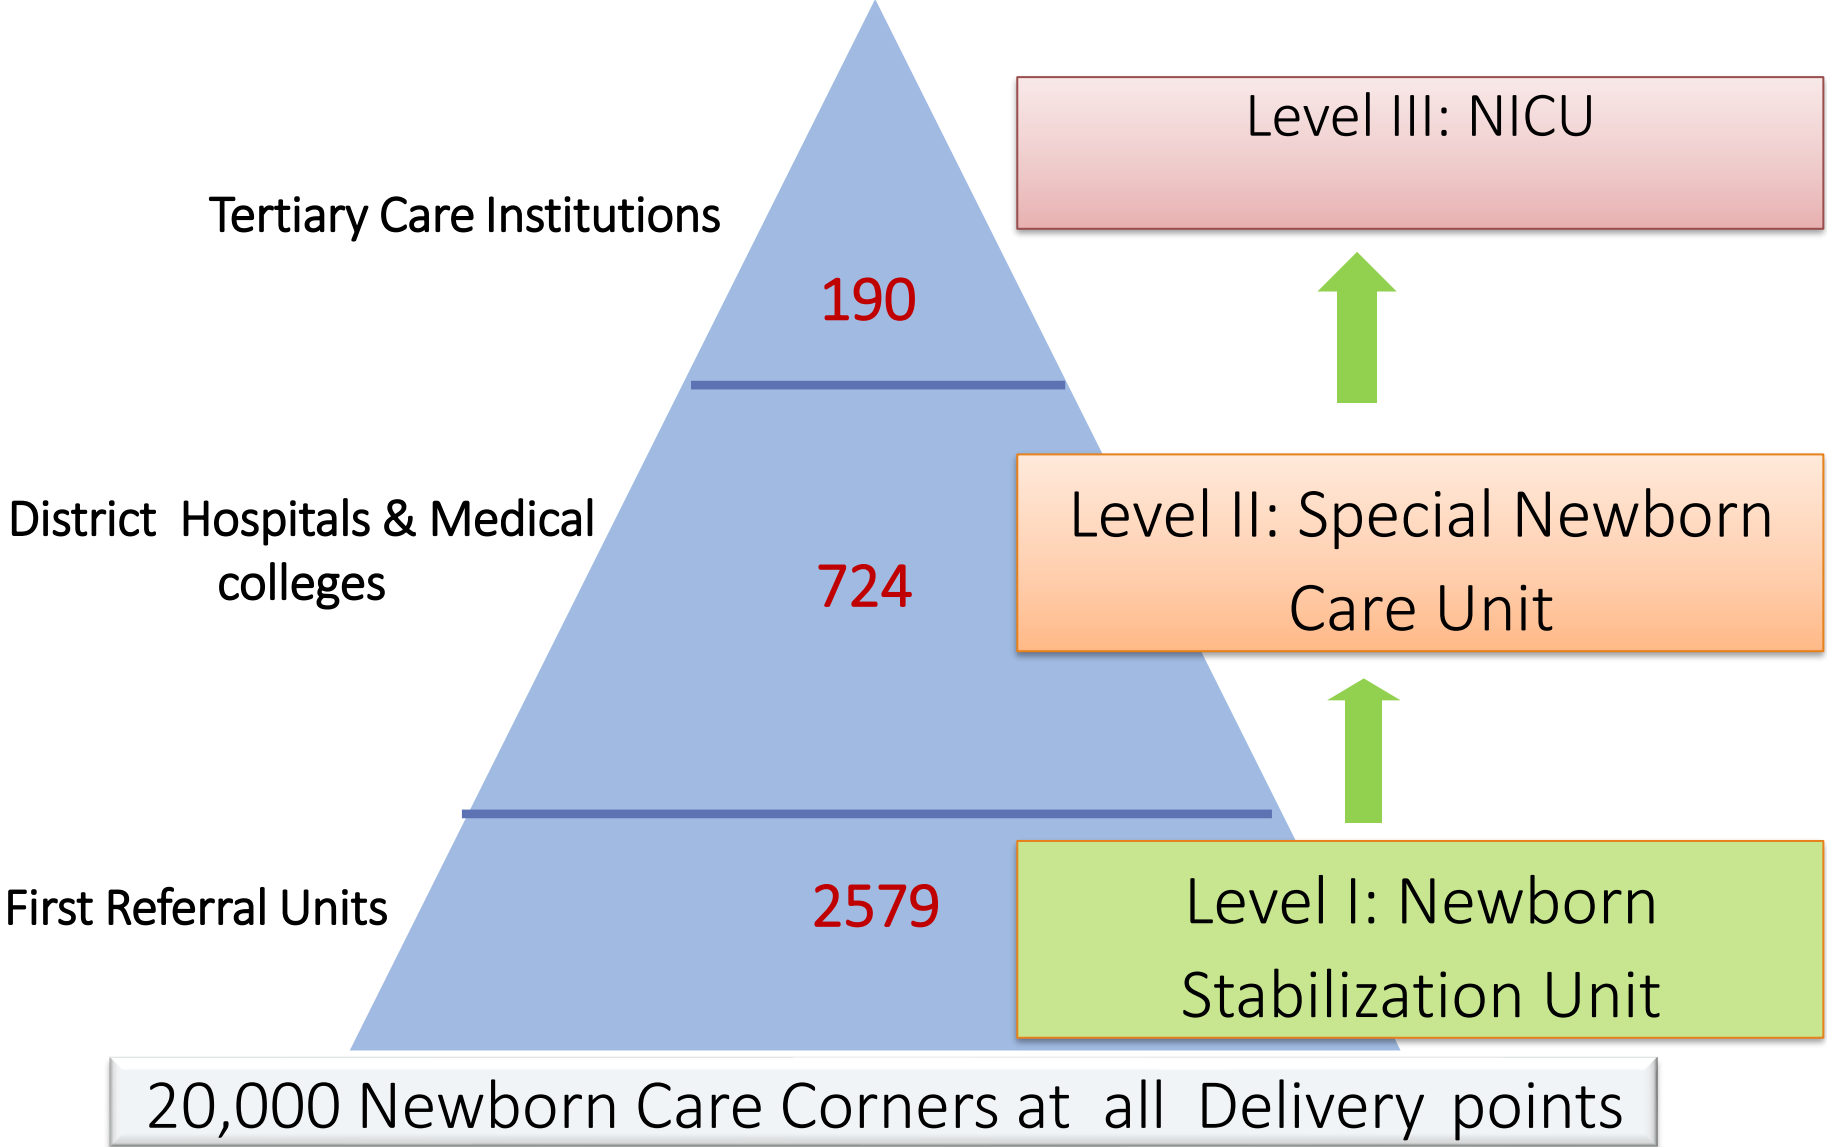 Level III: NICU
Tertiary Care Institutions
190
District Hospitals & Medical
colleges
724
Level II: Special Newborn
Care Unit
First Referral Units
2579
Level I: Newborn
Stabilization Unit
20,000 Newborn Care Corners at all Delivery points